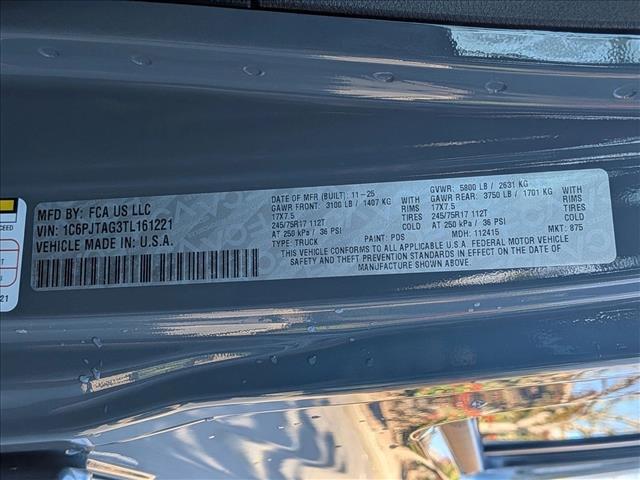 CEED
21
MFD BY: FCA US LLC
VIN: 1C6PJTAG3TL161221
VEHICLE MADE IN U.S.A.
DATE OF MFR (BUILT): 11-25 GVWR: 5800 LB / 2631 KG
GAWR FRONT: 3100 LB / 1407 KG WITH GAWR REAR: 3750 LB / 1701 KG WITH
17X7.5 RIMS 17X7.5 RIMS
245/75R17 112T TIRES 245/75R17 112T TIRES
AT 250 kPa / 36 PSI COLD AT 250 kPa / 36 PSI COLD
TYPE: TRUCK PAINT: PDS MDH: 112415 MKT: 875
THIS VEHICLE CONFORMS TO ALL APPLICABLE U.S.A. FEDERAL MOTOR VEHICLE
SAFETY AND THEFT PREVENTION STANDARDS IN EFFECT ON THE DATE OF
MANUFACTURE SHOWN ABOVE.